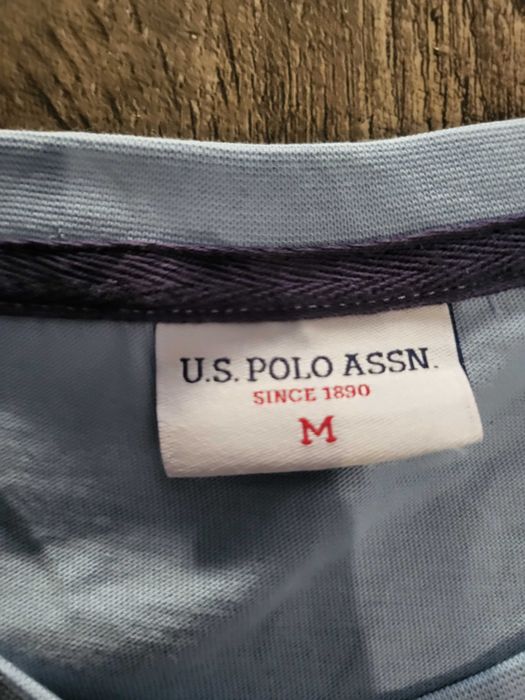 U.S. POLO ASSN.
SINCE 1890
M